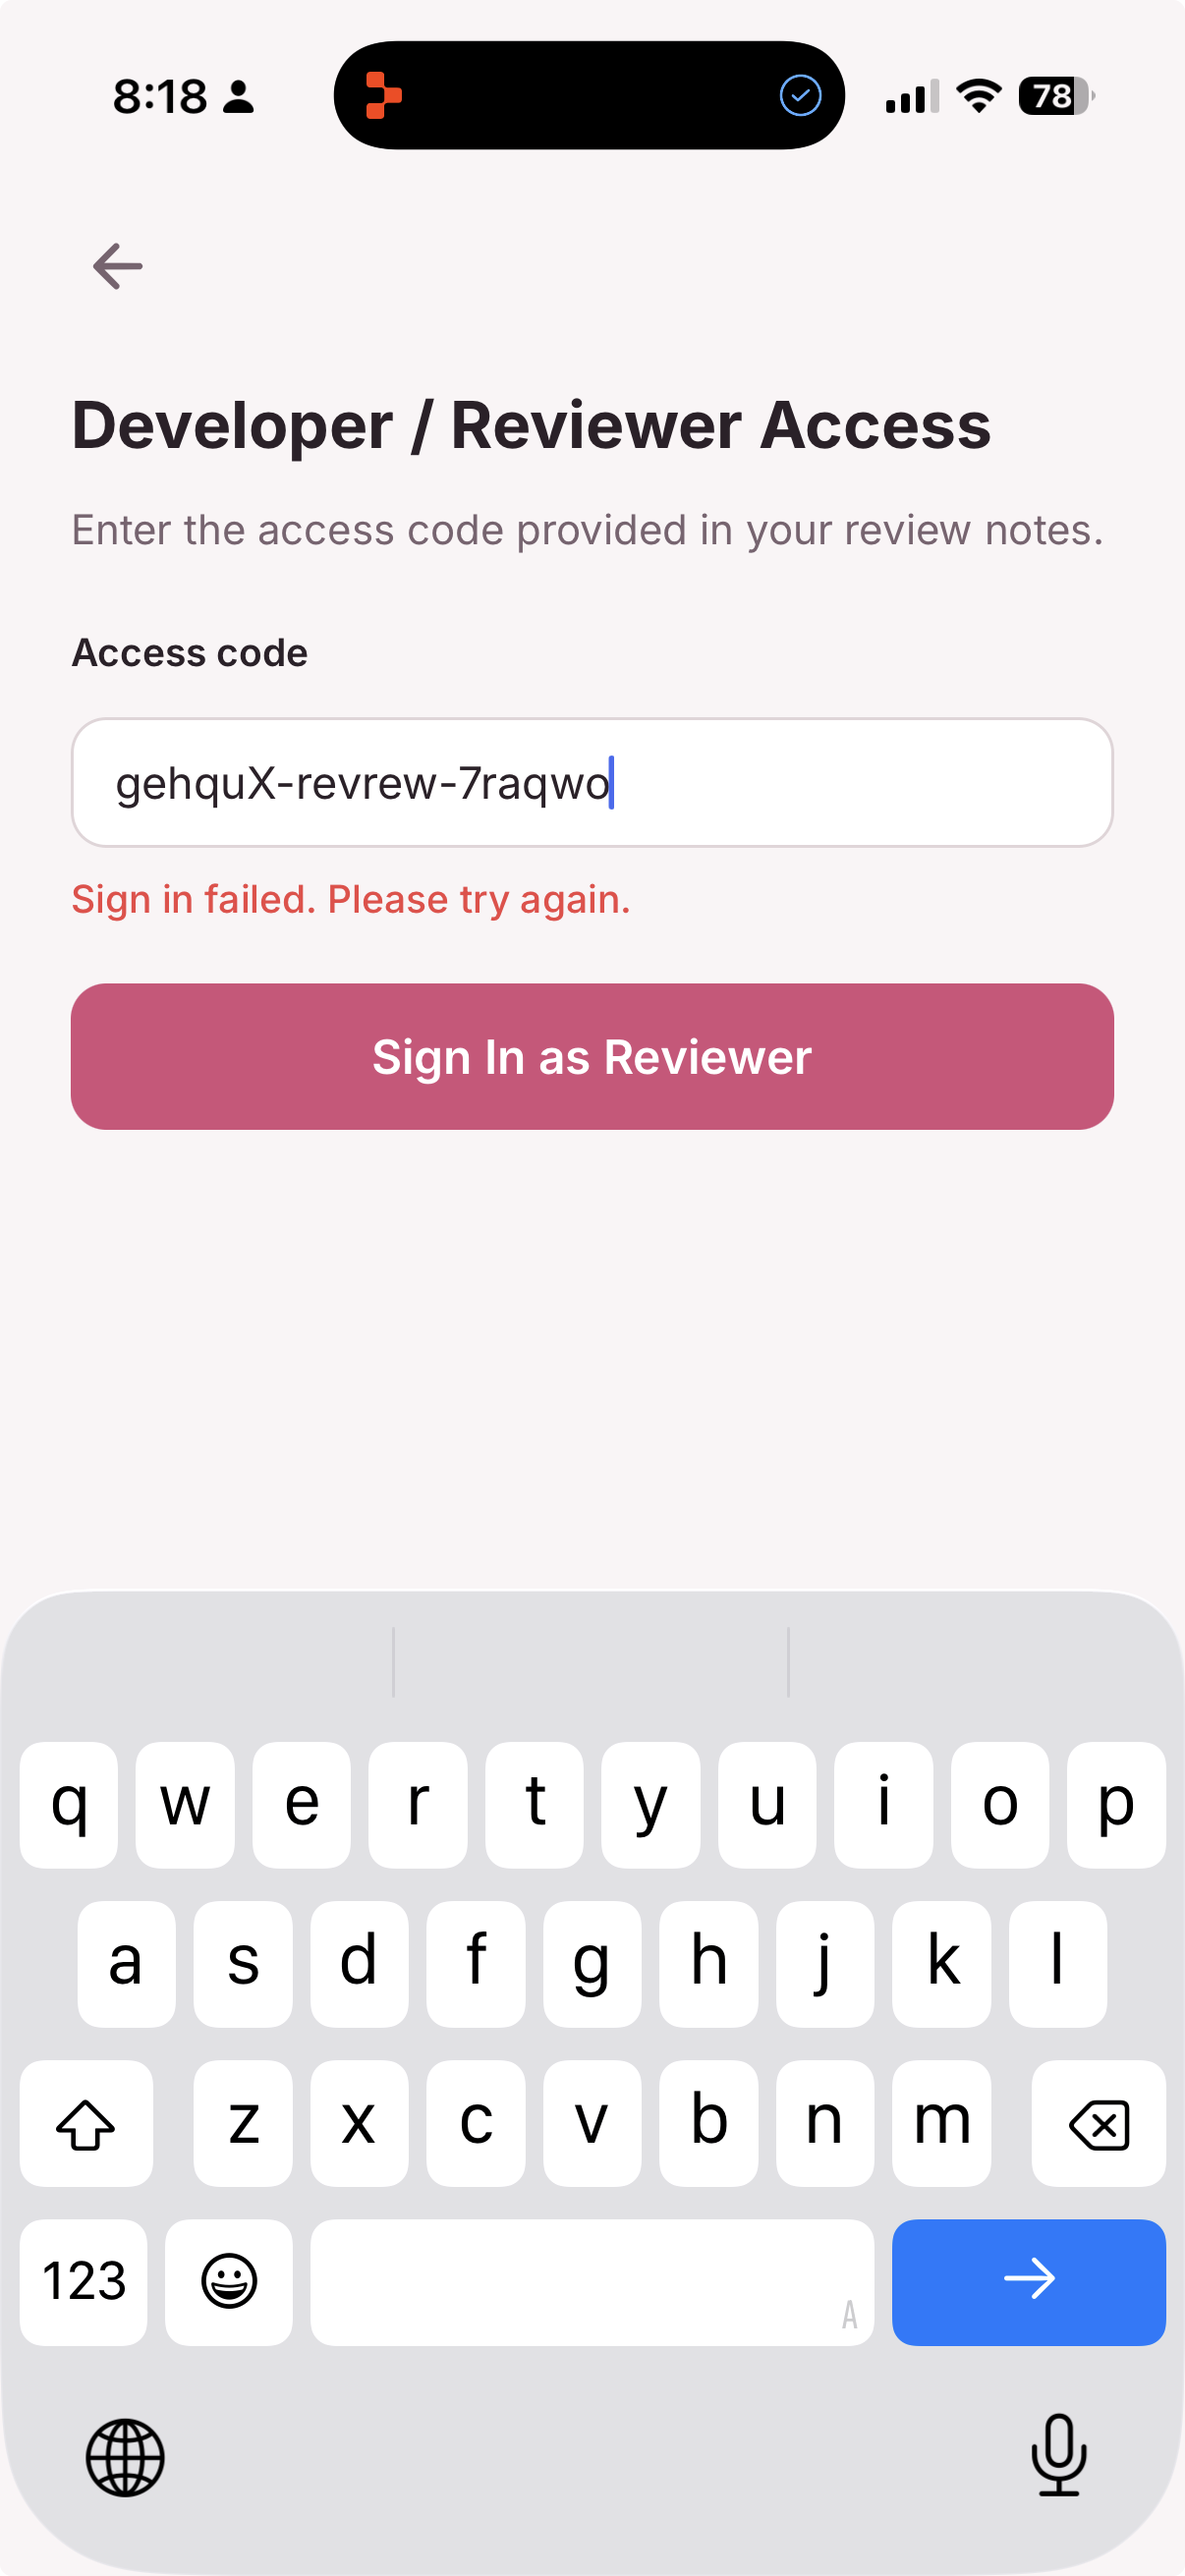 8:18
78
Developer / Reviewer Access
Enter the access code provided in your review notes.
Access code
gehquX-revrew-7raqwo
Sign in failed. Please try again.
Sign In as Reviewer
q w e r t y u i o p
a s d f g h j k l
z x c v b n m
123
A